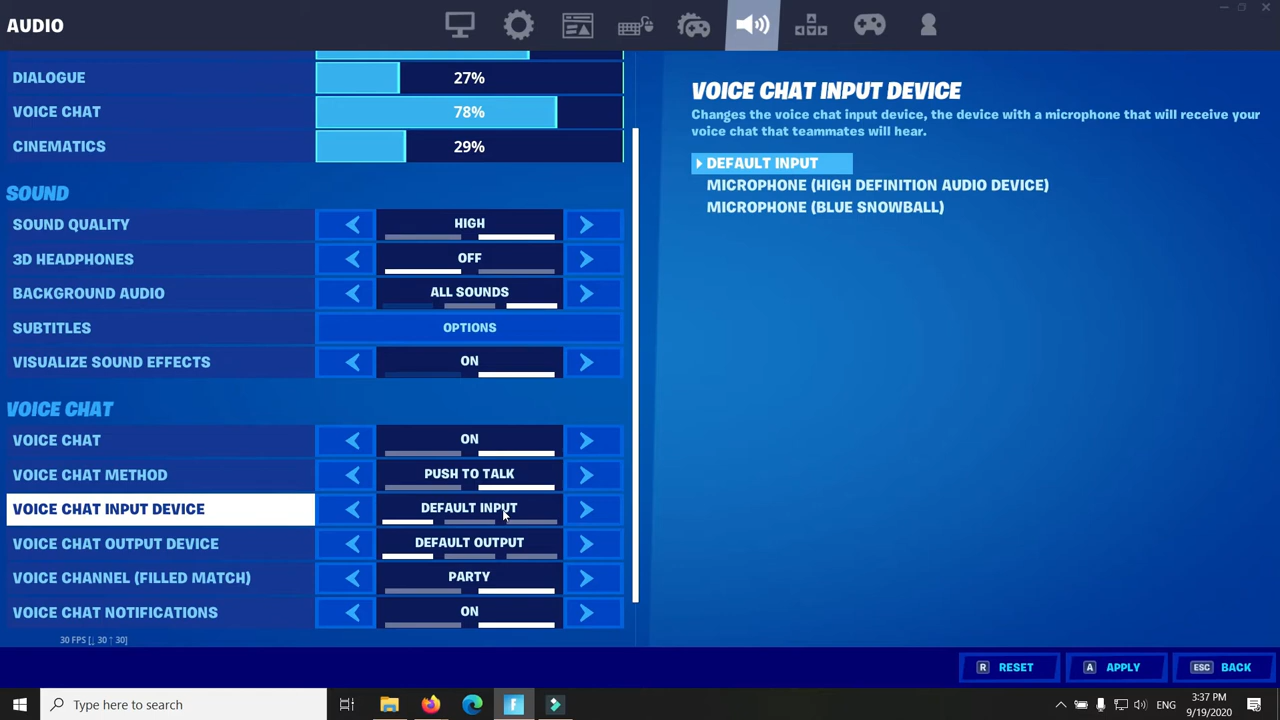 AUDIO
DIALOGUE
27%
VOICE CHAT
78%
CINEMATICS
29%
SOUND
SOUND QUALITY
HIGH
3D HEADPHONES
OFF
BACKGROUND AUDIO
ALL SOUNDS
SUBTITLES
OPTIONS
VISUALIZE SOUND EFFECTS
ON
VOICE CHAT
VOICE CHAT
ON
VOICE CHAT METHOD
PUSH TO TALK
VOICE CHAT INPUT DEVICE
DEFAULT INPUT
VOICE CHAT OUTPUT DEVICE
DEFAULT OUTPUT
VOICE CHANNEL (FILLED MATCH)
PARTY
VOICE CHAT NOTIFICATIONS
ON
30 FPS [↓ 30 ↑ 30]
VOICE CHAT INPUT DEVICE
Changes the voice chat input device, the device with a microphone that will receive your
voice chat that teammates will hear.
DEFAULT INPUT
MICROPHONE (HIGH DEFINITION AUDIO DEVICE)
MICROPHONE (BLUE SNOWBALL)
R RESET
A APPLY
ESC BACK
Type here to search
ENG
3:37 PM
9/19/2020